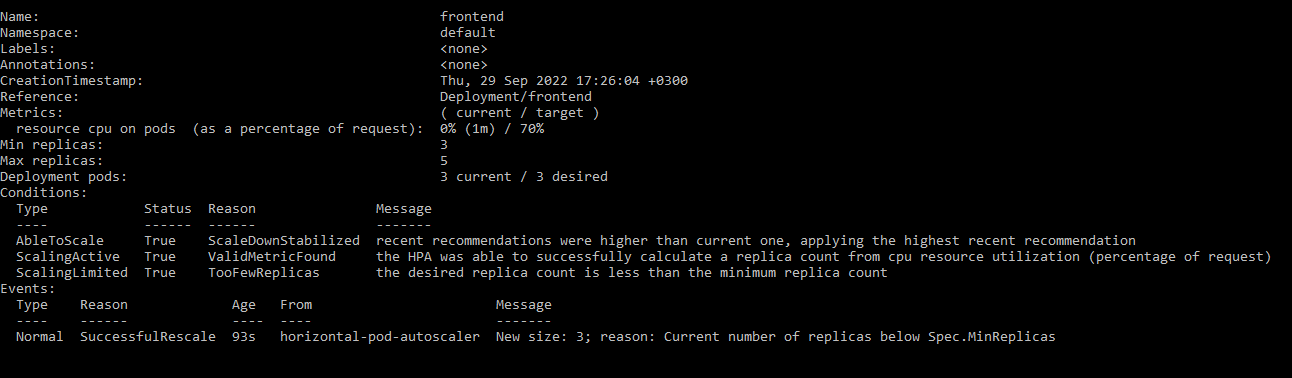 Name: frontend
Namespace: default
Labels: <none>
Annotations: <none>
CreationTimestamp: Thu, 29 Sep 2022 17:26:04 +0300
Reference: Deployment/frontend
Metrics: ( current / target )
  resource cpu on pods  (as a percentage of request): 0% (1m) / 70%
Min replicas: 3
Max replicas: 5
Deployment pods: 3 current / 3 desired
Conditions:
  Type            Status  Reason               Message
  ----            ------  ------               -------
  AbleToScale     True    ScaleDownStabilized  recent recommendations were higher than current one, applying the highest recent recommendation
  ScalingActive   True    ValidMetricFound     the HPA was able to successfully calculate a replica count from cpu resource utilization (percentage of request)
  ScalingLimited  True    TooFewReplicas       the desired replica count is less than the minimum replica count
Events:
  Type    Reason             Age   From                       Message
  ----    ------             ----  ----                       -------
  Normal  SuccessfulRescale  93s   horizontal-pod-autoscaler  New size: 3; reason: Current number of replicas below Spec.MinReplicas